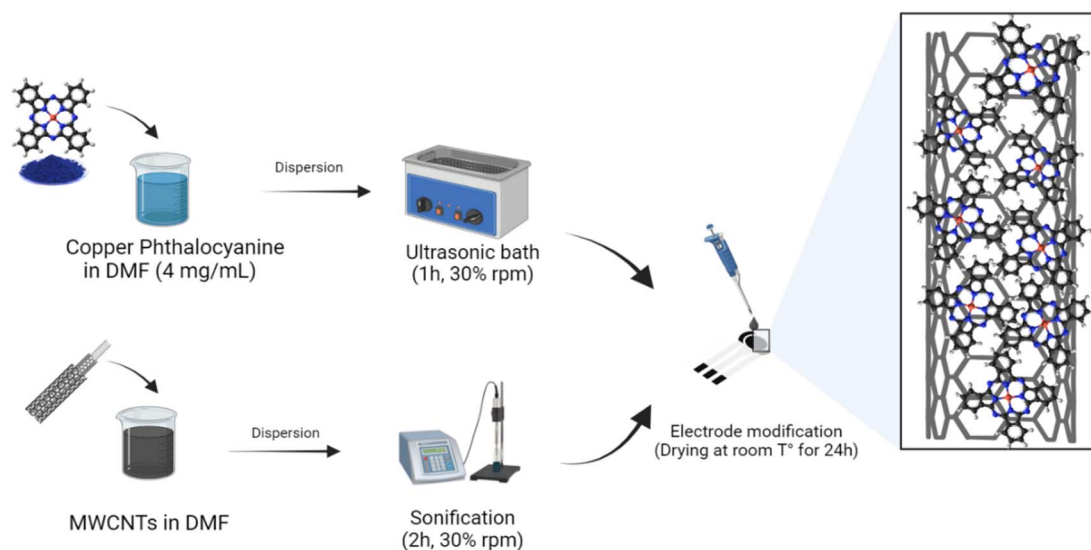 Dispersion
Copper Phthalocyanine
in DMF (4 mg/mL)
Ultrasonic bath
(1h, 30% rpm)
Dispersion
MWCNTs in DMF
Sonification
(2h, 30% rpm)
Electrode modification
(Drying at room T° for 24h)